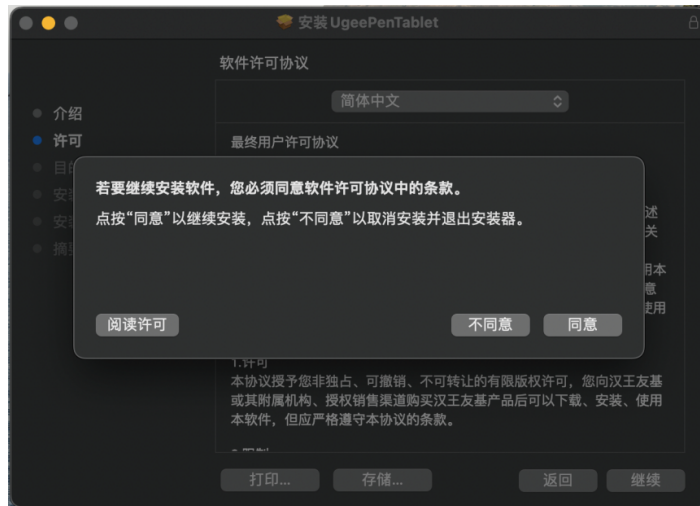 安装 UgeePenTablet
软件许可协议
简体中文
介绍
许可
最终用户许可协议
若要继续安装软件，您必须同意软件许可协议中的条款。
点按“同意”以继续安装，点按“不同意”以取消安装并退出安装器。
述
关
用本
意
使用
阅读许可
不同意
同意
1.许可
本协议授予您非独占、可撤销、不可转让的有限版权许可，您向汉王友基
或其附属机构、授权销售渠道购买汉王友基产品后可以下载、安装、使用
本软件，但应严格遵守本协议的条款。
打印...
存储...
返回
继续